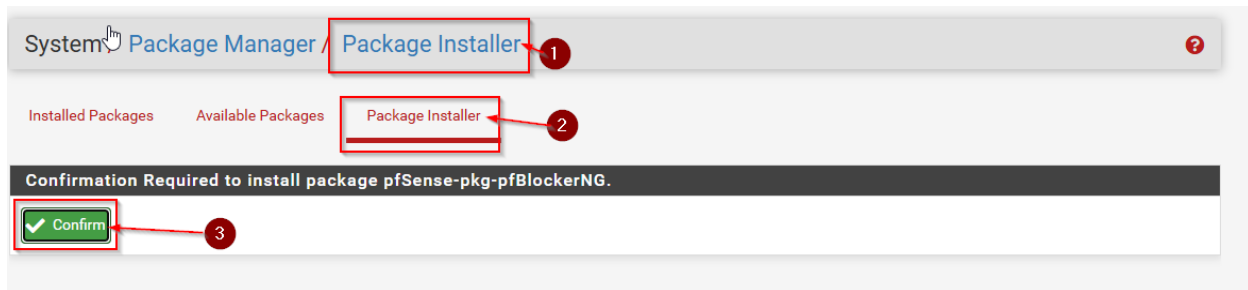 System / Package Manager / Package Installer
1
Installed Packages Available Packages Package Installer
2
Confirmation Required to install package pfSense-pkg-pfBlockerNG.
Confirm
3